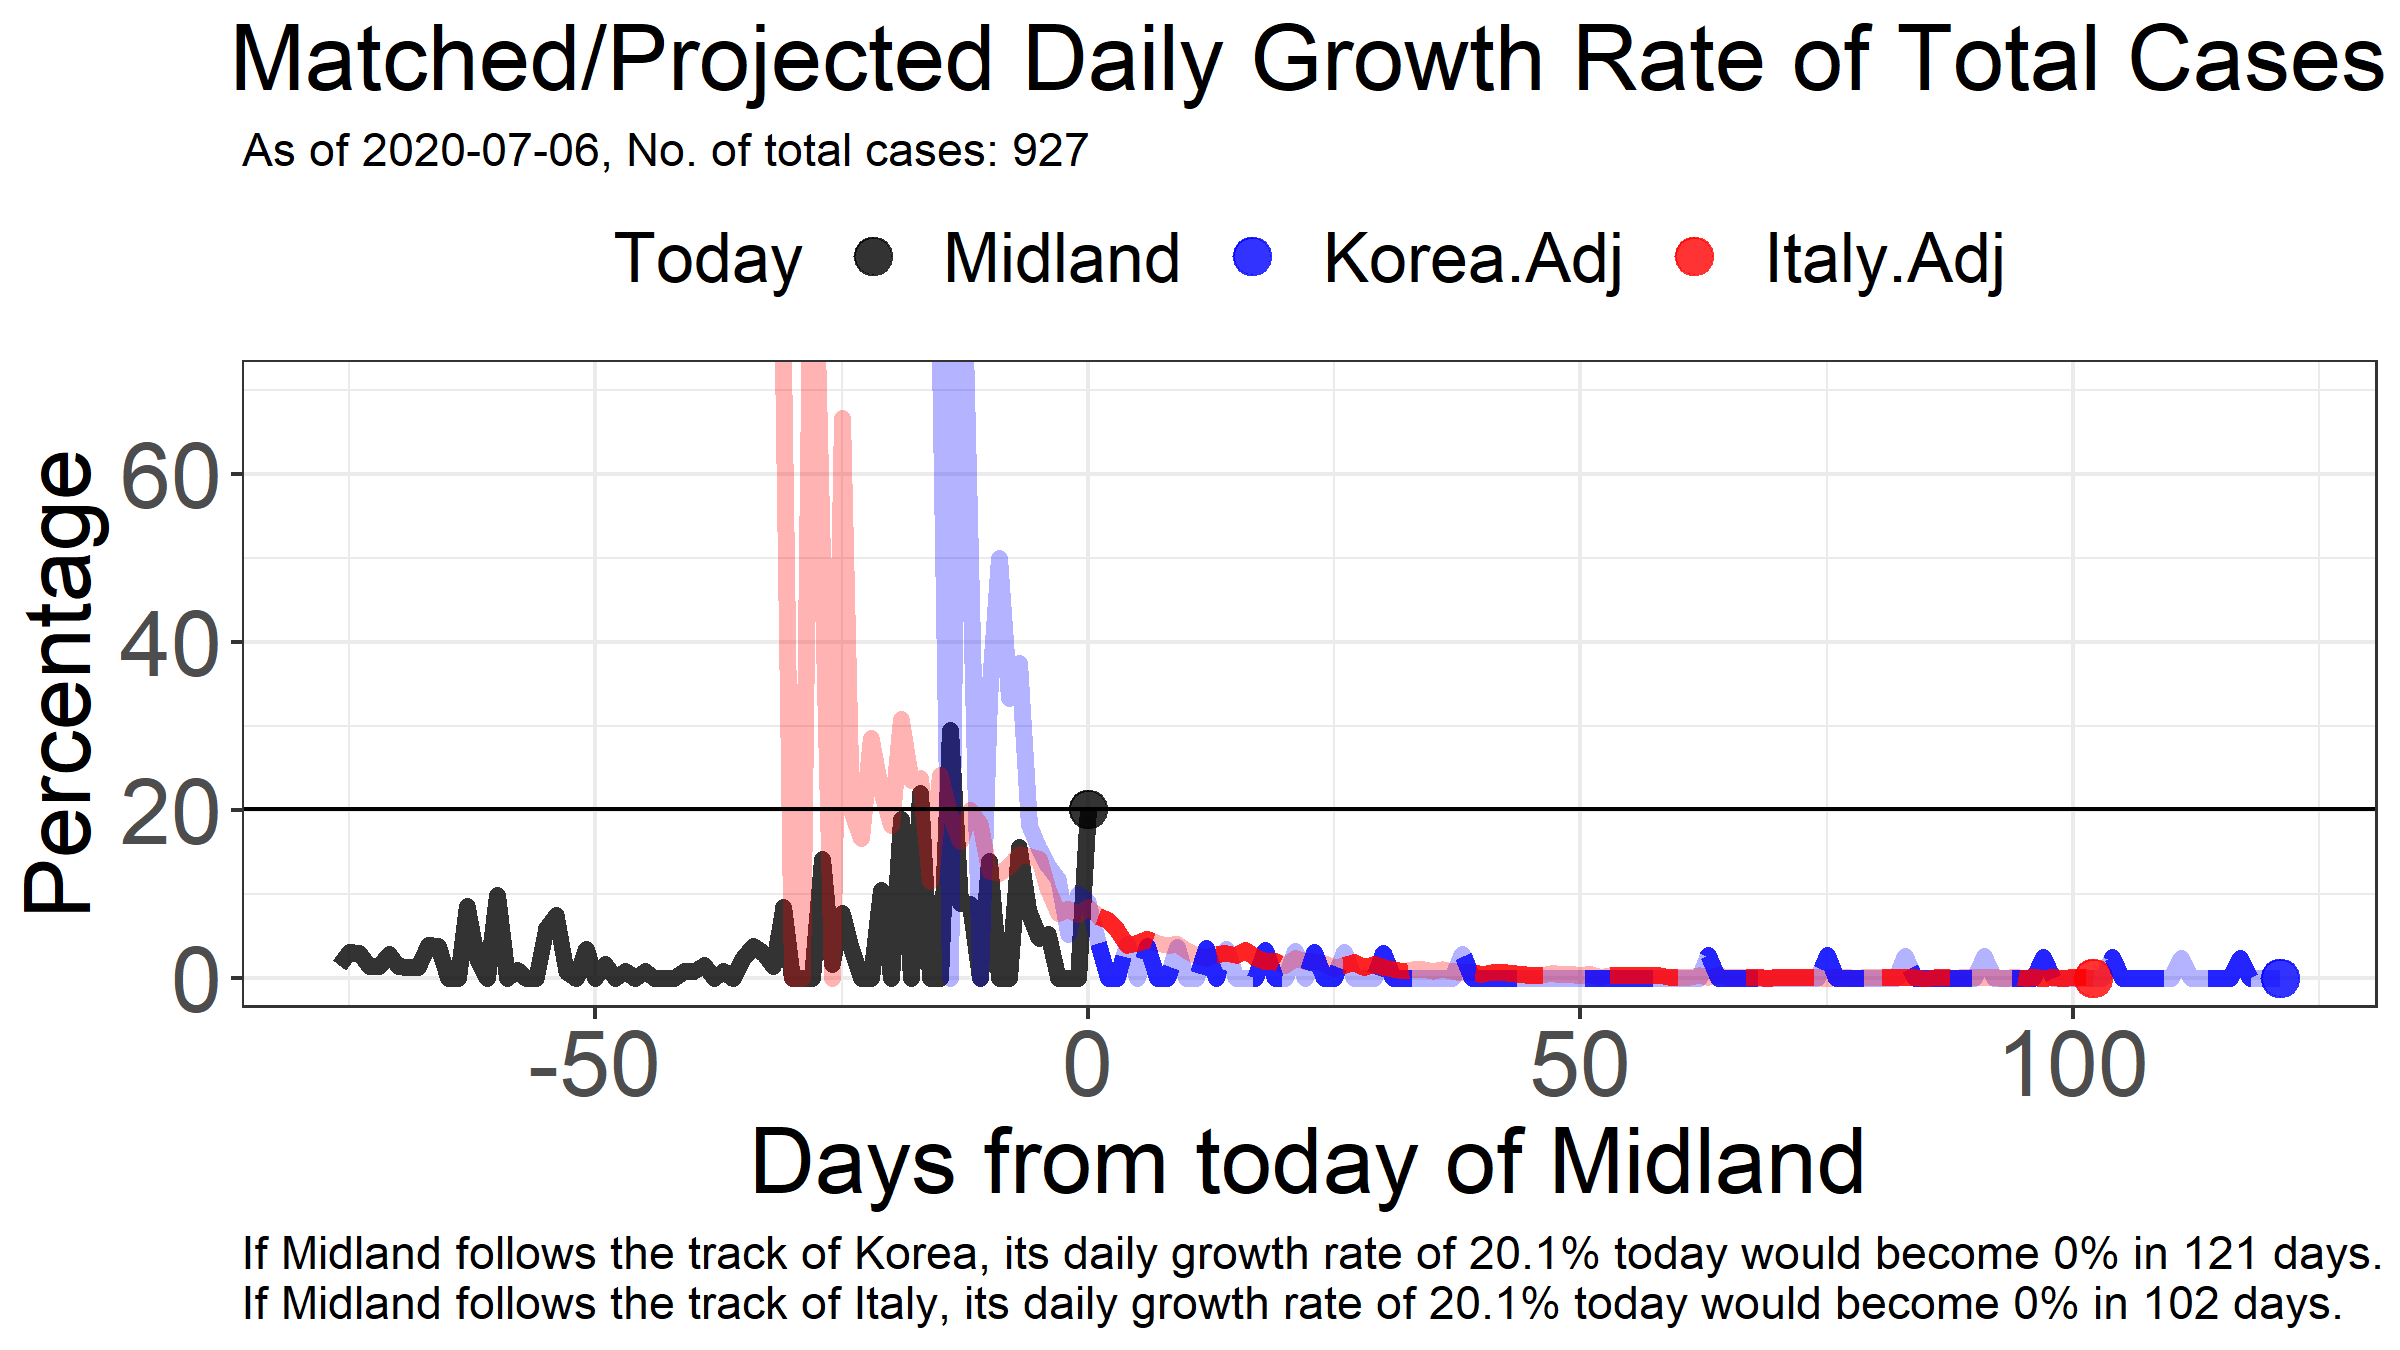 Matched/Projected Daily Growth Rate of Total Cases
As of 2020-07-06, No. of total cases: 927
Today Midland Korea.Adj Italy.Adj
Percentage
60
40
20
0
-50 0 50 100
Days from today of Midland
If Midland follows the track of Korea, its daily growth rate of 20.1% today would become 0% in 121 days.
If Midland follows the track of Italy, its daily growth rate of 20.1% today would become 0% in 102 days.